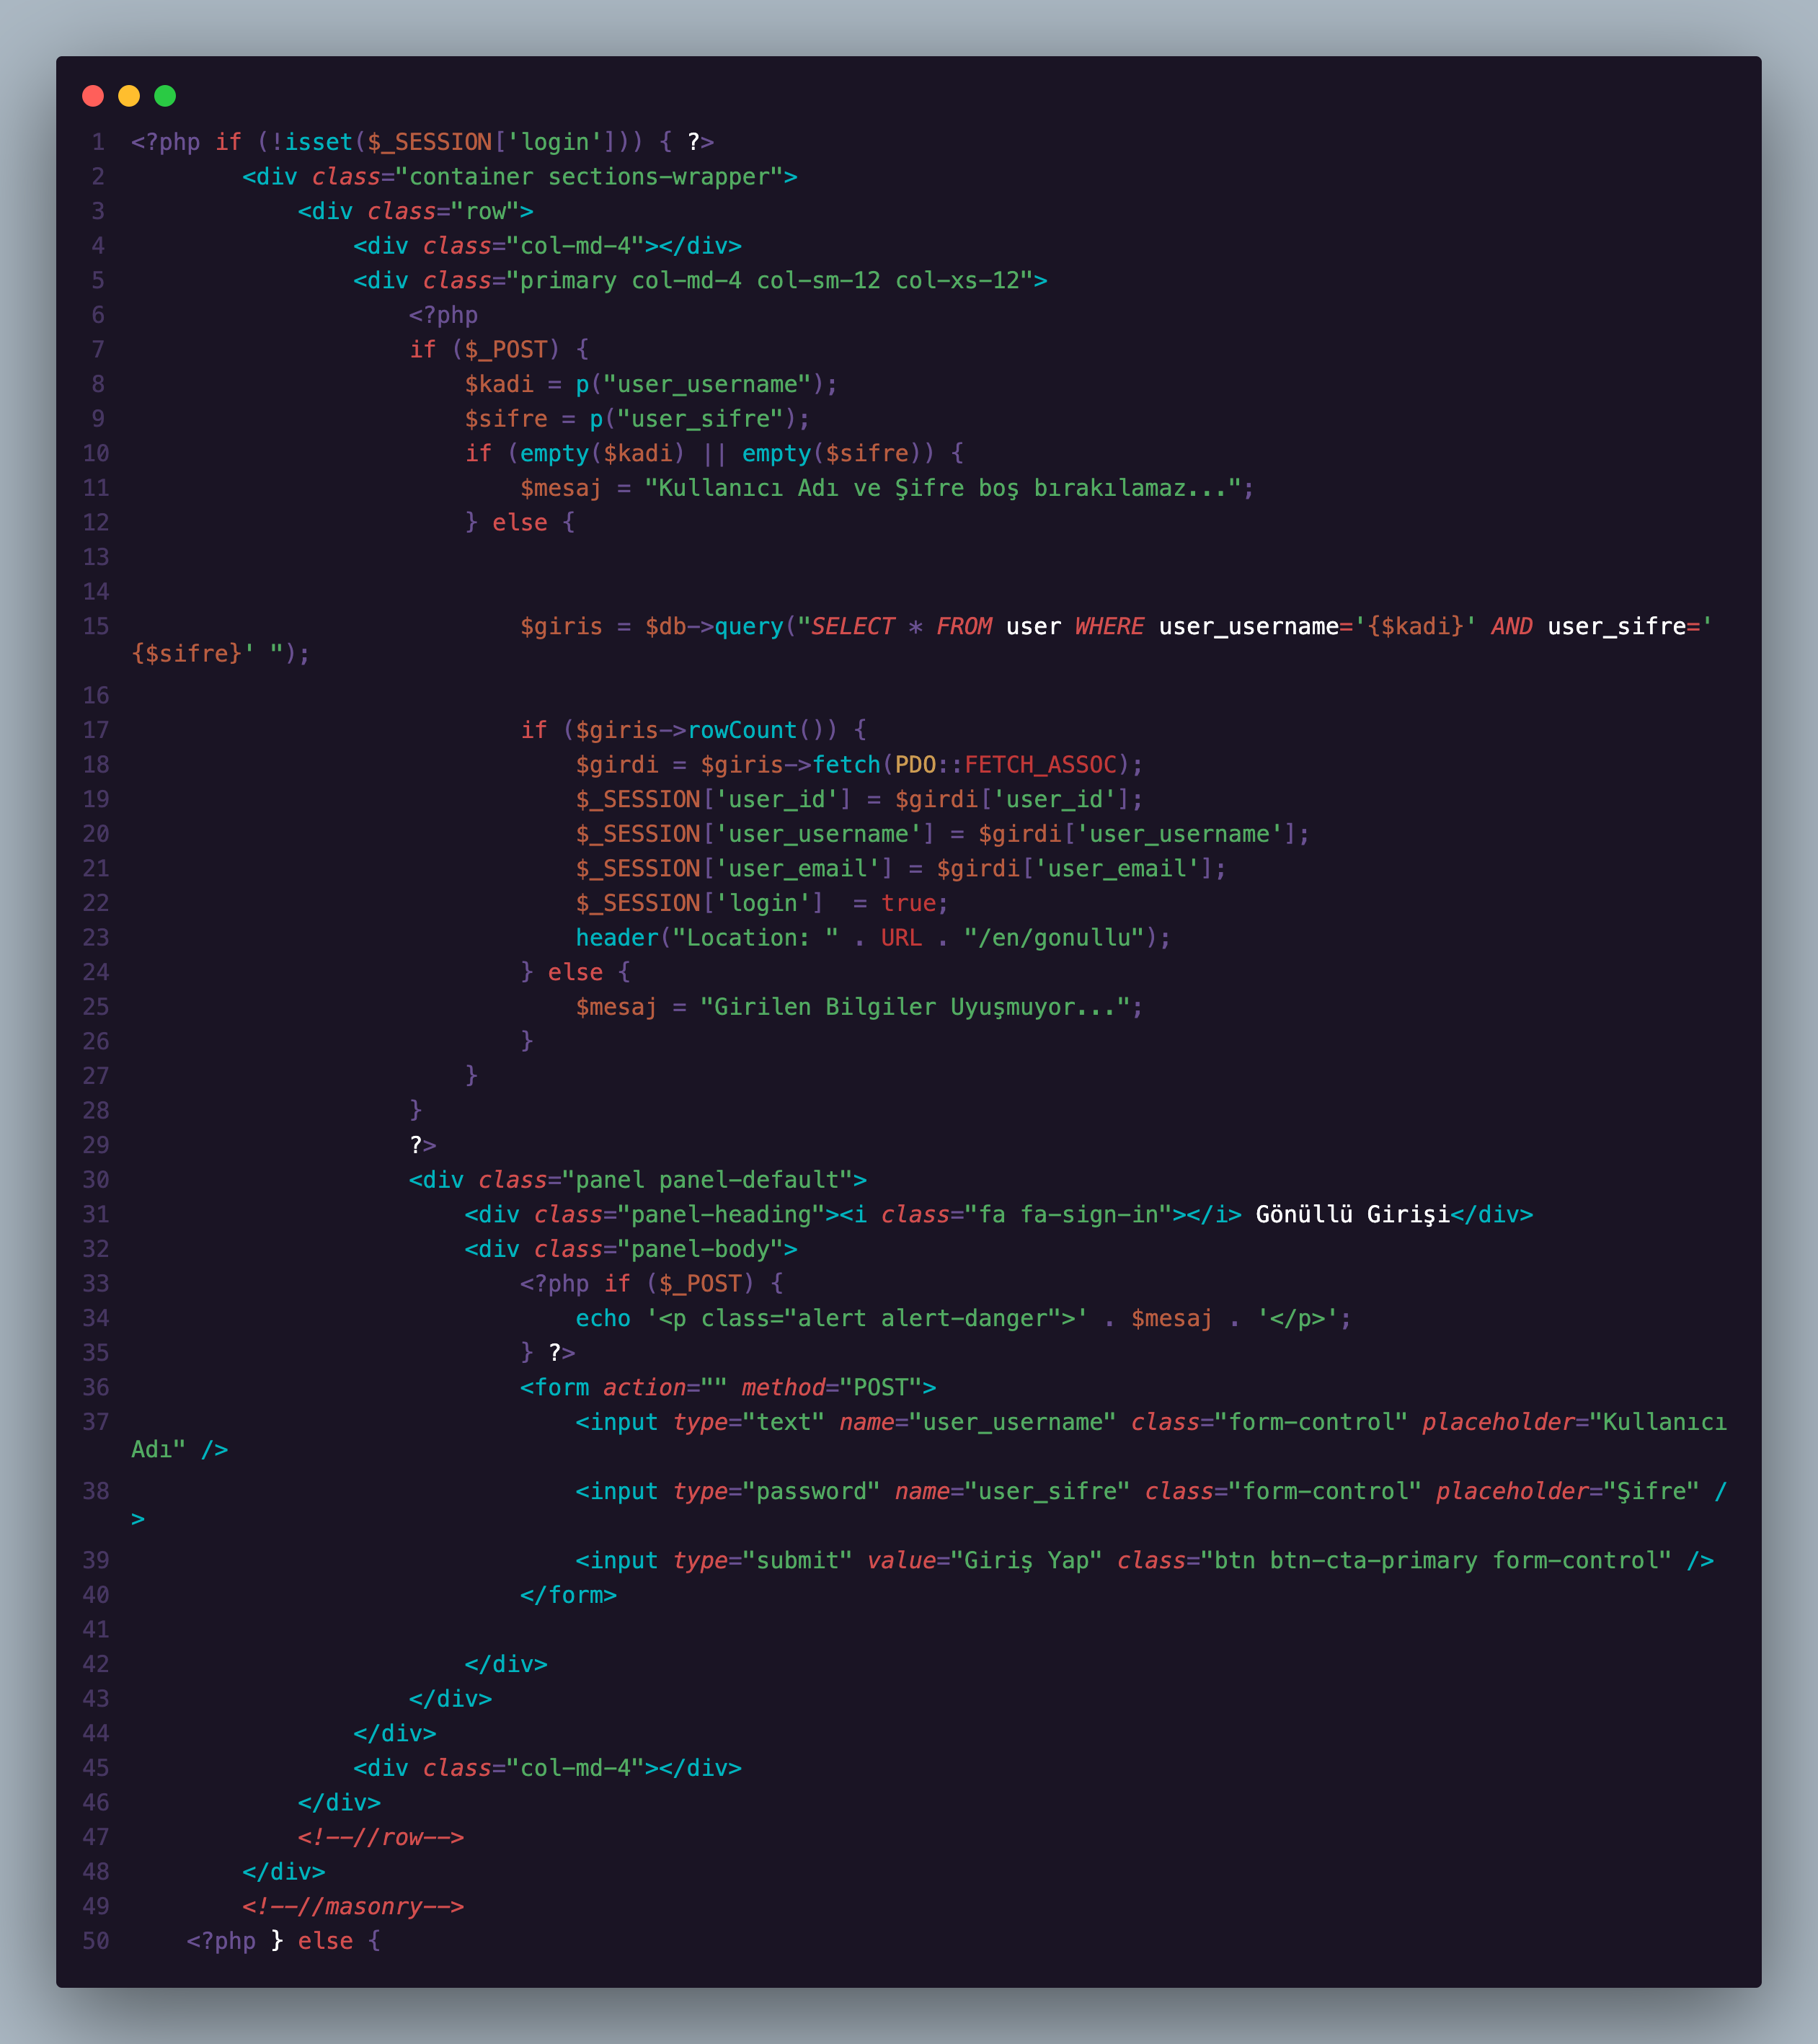 1 <?php if (!isset($_SESSION['login'])) { ?>
2 <div class="container sections-wrapper">
3 <div class="row">
4 <div class="col-md-4"></div>
5 <div class="primary col-md-4 col-sm-12 col-xs-12">
6 <?php
7 if ($_POST) {
8 $kadi = p("user_username");
9 $sifre = p("user_sifre");
10 if (empty($kadi) || empty($sifre)) {
11 $mesaj = "Kullanıcı Adı ve Şifre boş bırakılamaz...";
12 } else {
13
14
15 $giris = $db->query("SELECT * FROM user WHERE user_username='{$kadi}' AND user_sifre='
{$sifre}' ");
16
17 if ($giris->rowCount()) {
18 $girdi = $giris->fetch(PDO::FETCH_ASSOC);
19 $_SESSION['user_id'] = $girdi['user_id'];
20 $_SESSION['user_username'] = $girdi['user_username'];
21 $_SESSION['user_email'] = $girdi['user_email'];
22 $_SESSION['login']  = true;
23 header("Location: " . URL . "/en/gonullu");
24 } else {
25 $mesaj = "Girilen Bilgiler Uyuşmuyor...";
26 }
27 }
28 }
29 ?>
30 <div class="panel panel-default">
31 <div class="panel-heading"><i class="fa fa-sign-in"></i> Gönüllü Girişi</div>
32 <div class="panel-body">
33 <?php if ($_POST) {
34 echo '<p class="alert alert-danger">' . $mesaj . '</p>';
35 } ?>
36 <form action="" method="POST">
37 <input type="text" name="user_username" class="form-control" placeholder="Kullanıcı
Adı" />
38 <input type="password" name="user_sifre" class="form-control" placeholder="Şifre" /
>
39 <input type="submit" value="Giriş Yap" class="btn btn-cta-primary form-control" />
40 </form>
41
42 </div>
43 </div>
44 </div>
45 <div class="col-md-4"></div>
46 </div>
47 <!--//row-->
48 </div>
49 <!--//masonry-->
50 <?php } else {